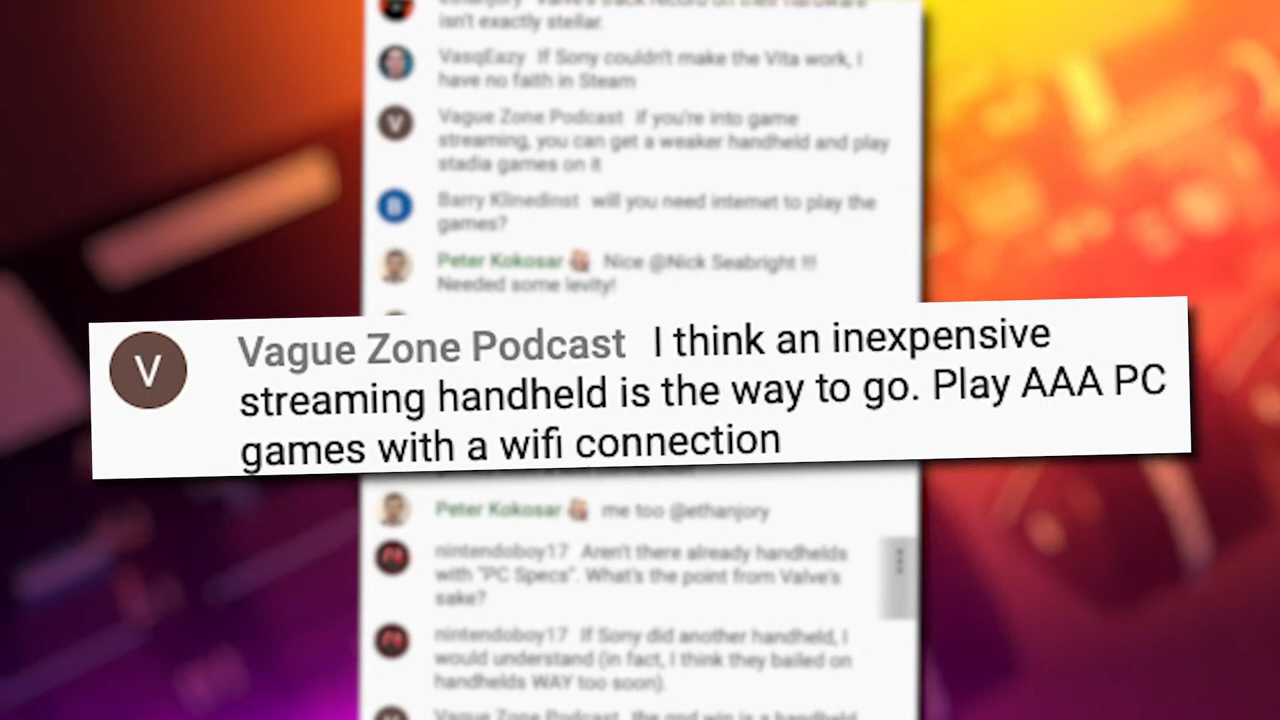 isn't exactly stellar.
VasqEazy If Sony couldn't make the Vita work, I
have no faith in Steam
V
Vague Zone Podcast if you're into game
streaming, you can get a weaker handheld and play
stadia games on it
B
Barry Klinedinst will you need internet to play the
games?
Peter Kokosar Nice @Nick Seabright !!!
Needed some levity!
V
Vague Zone Podcast I think an inexpensive
streaming handheld is the way to go. Play AAA PC
games with a wifi connection
Peter Kokosar me too @ethanjory
nintendoboy17 Aren't there already handhelds
with "PC Specs". What's the point from Valve's
sake?
nintendoboy17 If Sony did another handheld, I
would understand (in fact, I think they bailed on
handhelds WAY too soon).
Vague Zone Podcast the